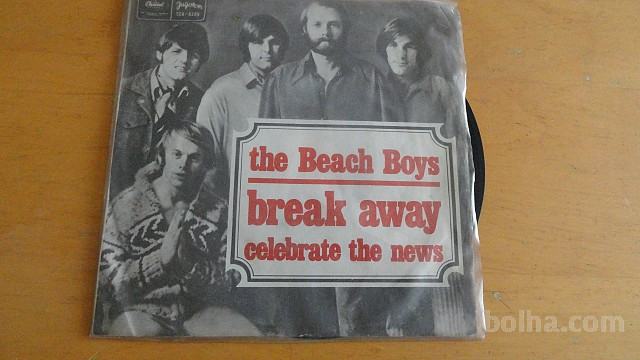 Capitol
Jugoton
the Beach Boys
break away
celebrate the news
bolha.com